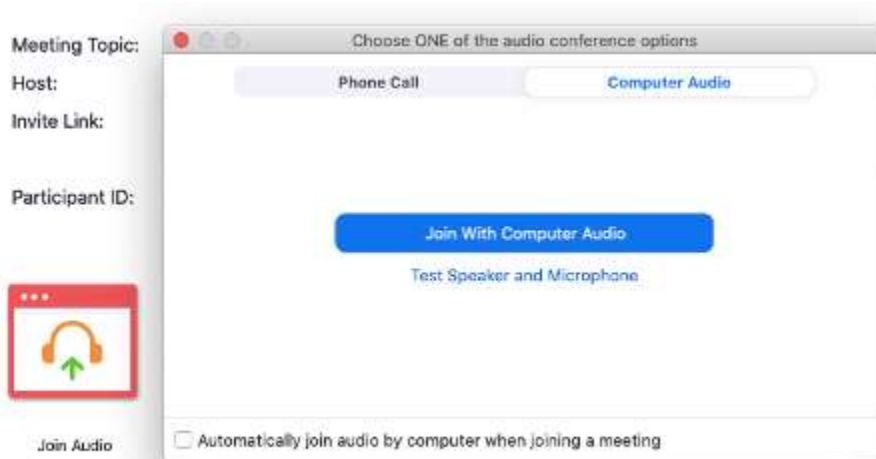 Meeting Topic:
Host:
Invite Link:
Participant ID:
Join Audio
Choose ONE of the audio conference options
Phone Call
Computer Audio
Join With Computer Audio
Test Speaker and Microphone
Automatically join audio by computer when joining a meeting